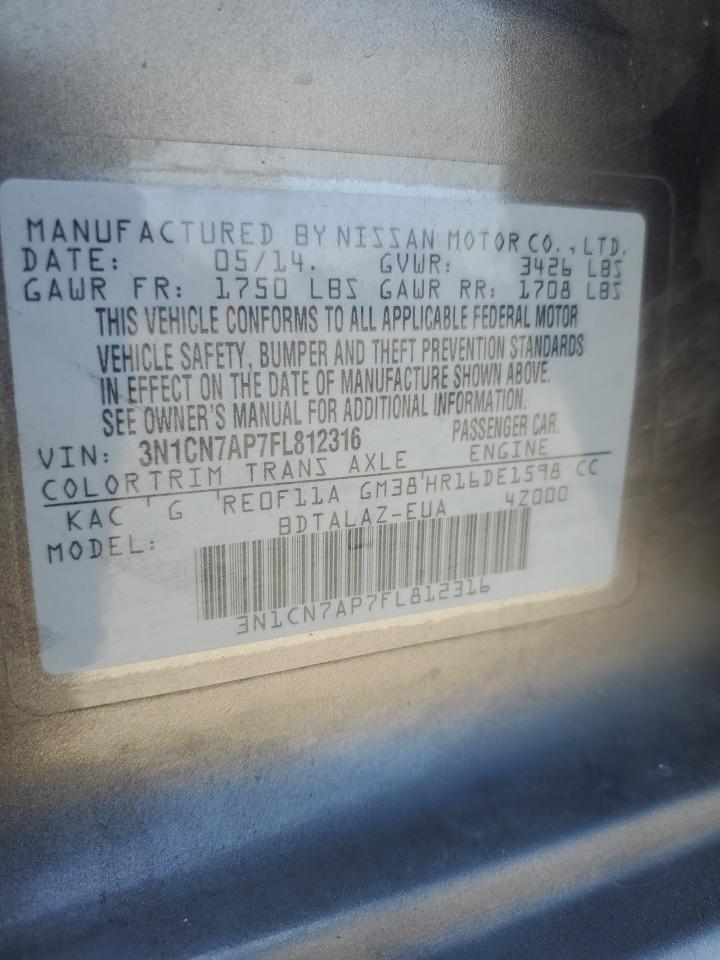 MANUFACTURED BY NISSAN MOTOR CO., LTD.
DATE: 05/14. GVWR: 3426 LBS
GAWR FR: 1750 LBS GAWR RR: 1708 LBS
THIS VEHICLE CONFORMS TO ALL APPLICABLE FEDERAL MOTOR
VEHICLE SAFETY, BUMPER AND THEFT PREVENTION STANDARDS
IN EFFECT ON THE DATE OF MANUFACTURE SHOWN ABOVE.
SEE OWNER'S MANUAL FOR ADDITIONAL INFORMATION.
VIN: 3N1CN7AP7FL812316 PASSENGER CAR.
COLOR TRIM TRANS AXLE ENGINE
KAC ' G 'RE0F11A GM38'HR16DE1598 CC
MODEL: BDTALAZ-EUA 4Z000
3N1CN7AP7FL812316